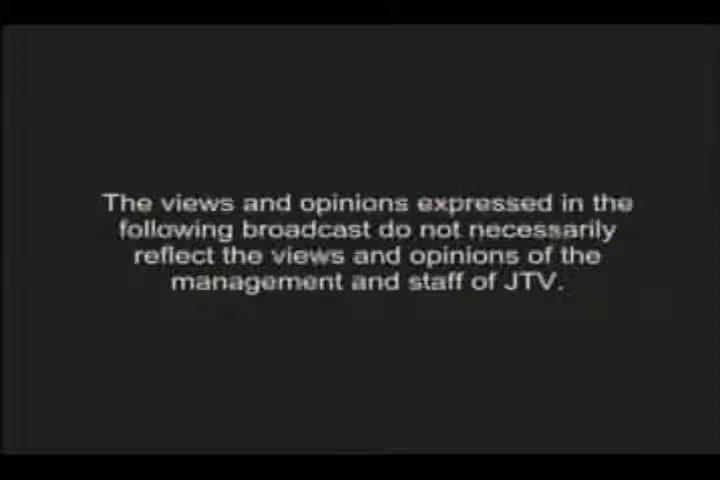 The views and opinions expressed in the
following broadcast do not necessarily
reflect the views and opinions of the
management and staff of JTV.